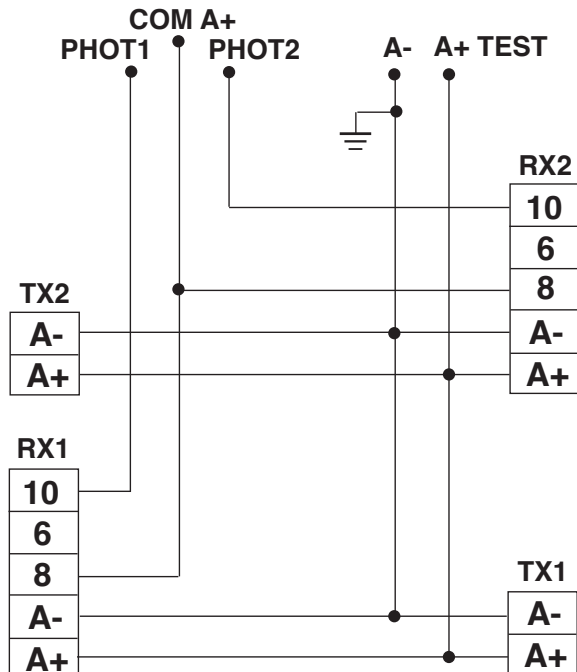 COM A+
PHOT1
PHOT2
A-
A+ TEST
RX2
10
6
8
A-
A+
TX2
A-
A+
RX1
10
6
8
A-
A+
TX1
A-
A+